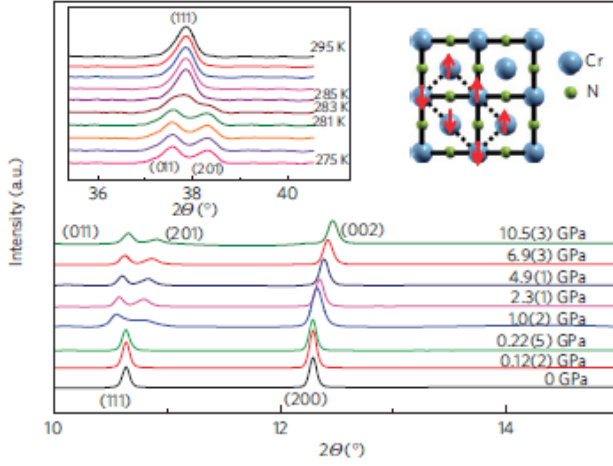 (111)
295 K
285 K
283 K
281 K
275 K
(011)
(201)
36
38
40
2Θ (°)
Cr
N
Intensity (a.u.)
(011)
(201)
(002)
10.5(3) GPa
6.9(3) GPa
4.9(1) GPa
2.3(1) GPa
1.0(2) GPa
0.22(5) GPa
0.12(2) GPa
0 GPa
(111)
(200)
10
12
14
2Θ (°)